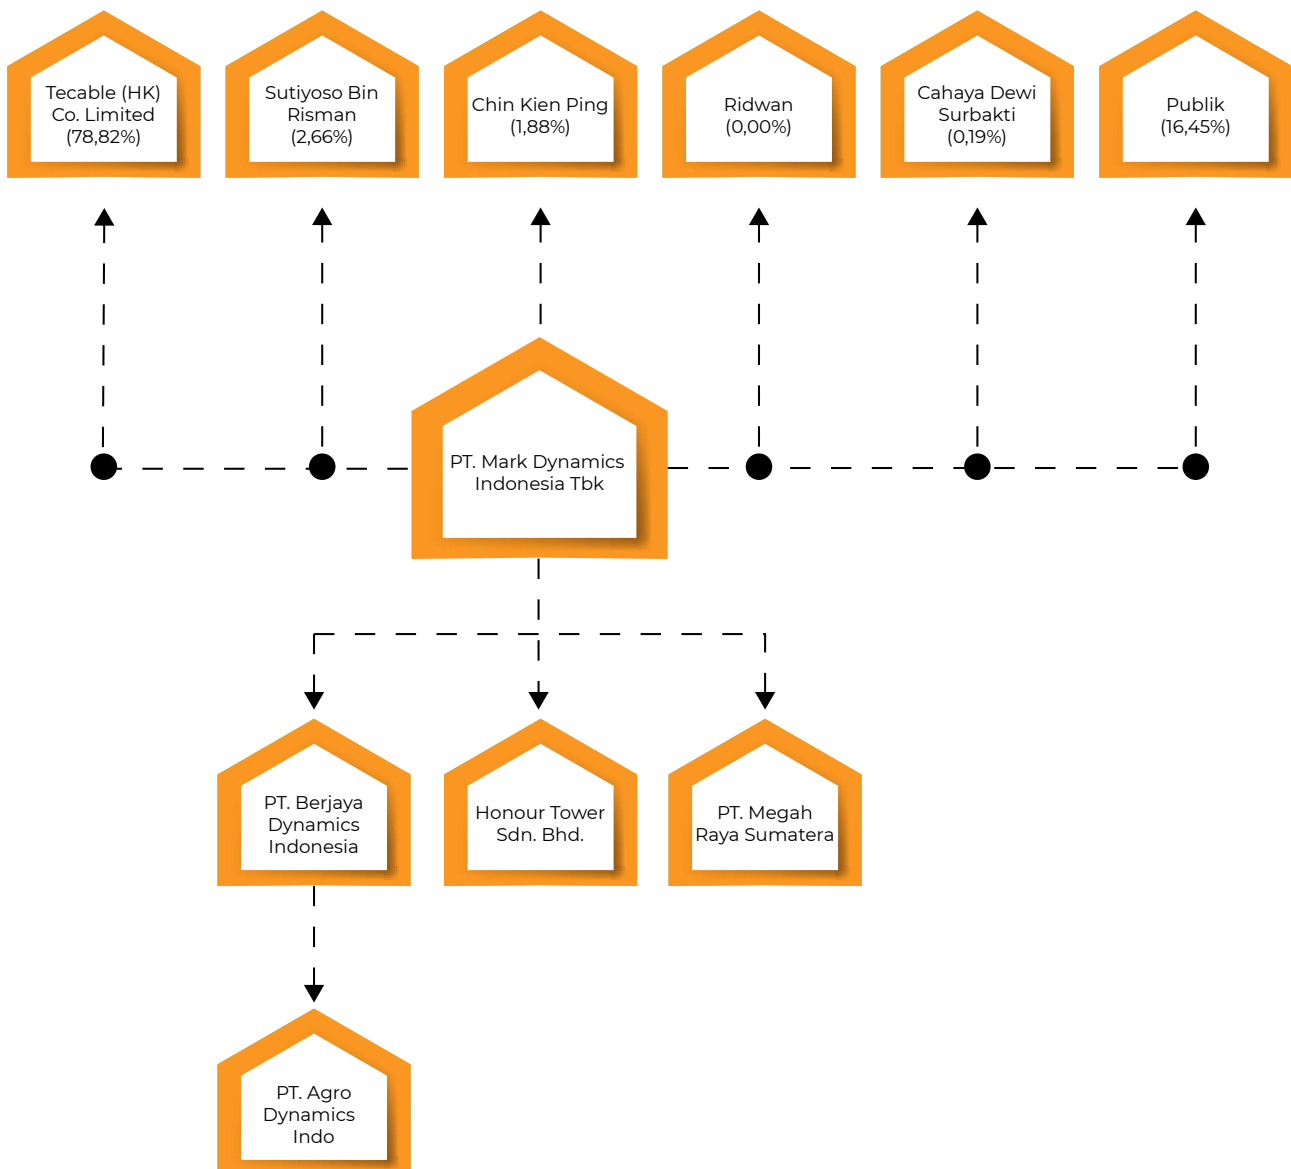 Tecable (HK)
Co. Limited
(78,82%)
Sutiyoso Bin
Risman
(2,66%)
Chin Kien Ping
(1,88%)
Ridwan
(0,00%)
Cahaya Dewi
Surbakti
(0,19%)
Publik
(16,45%)
PT. Mark Dynamics
Indonesia Tbk
PT. Berjaya
Dynamics
Indonesia
Honour Tower
Sdn. Bhd.
PT. Megah
Raya Sumatera
PT. Agro
Dynamics
Indo